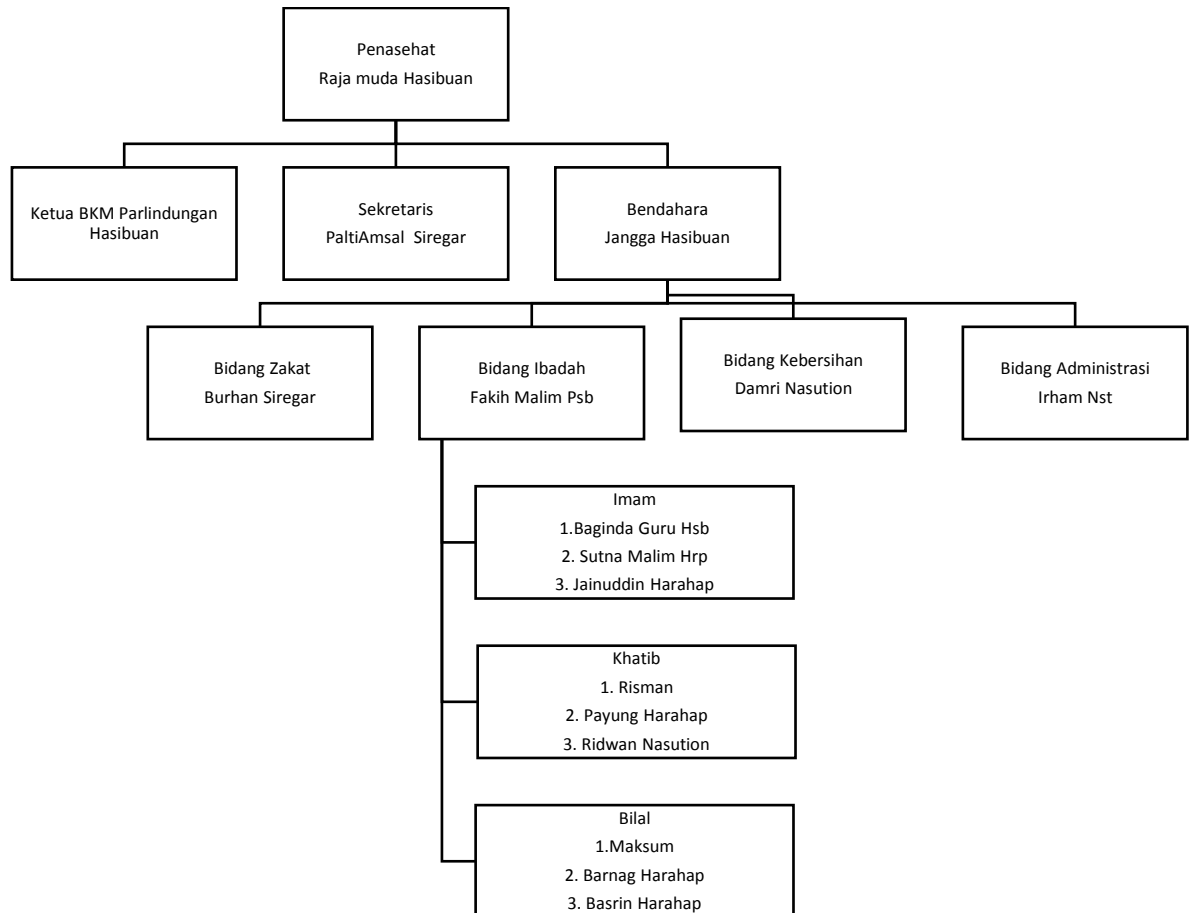 Penasehat
Raja muda Hasibuan
Ketua BKM Parlindungan
Hasibuan
Sekretaris
PaltiAmsal  Siregar
Bendahara
Jangga Hasibuan
Bidang Zakat
Burhan Siregar
Bidang Ibadah
Fakih Malim Psb
Bidang Kebersihan
Damri Nasution
Bidang Administrasi
Irham Nst
Imam
1.Baginda Guru Hsb
2. Sutna Malim Hrp
3. Jainuddin Harahap
Khatib
1. Risman
2. Payung Harahap
3. Ridwan Nasution
Bilal
1.Maksum
2. Barnag Harahap
3. Basrin Harahap